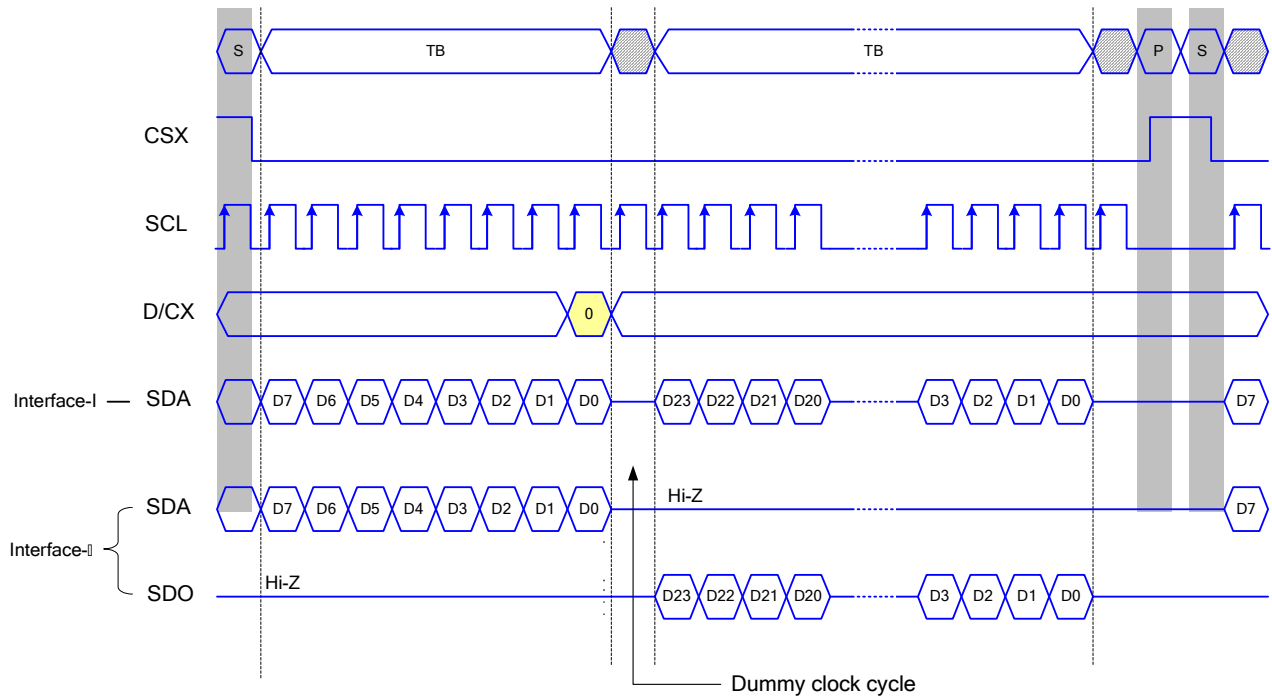 S TB TB P S
CSX
SCL
D/CX 0
Interface-I SDA D7 D6 D5 D4 D3 D2 D1 D0 D23 D22 D21 D20 D3 D2 D1 D0 D7
SDA D7 D6 D5 D4 D3 D2 D1 D0 Hi-Z D7
Interface-▯
SDO Hi-Z D23 D22 D21 D20 D3 D2 D1 D0
Dummy clock cycle